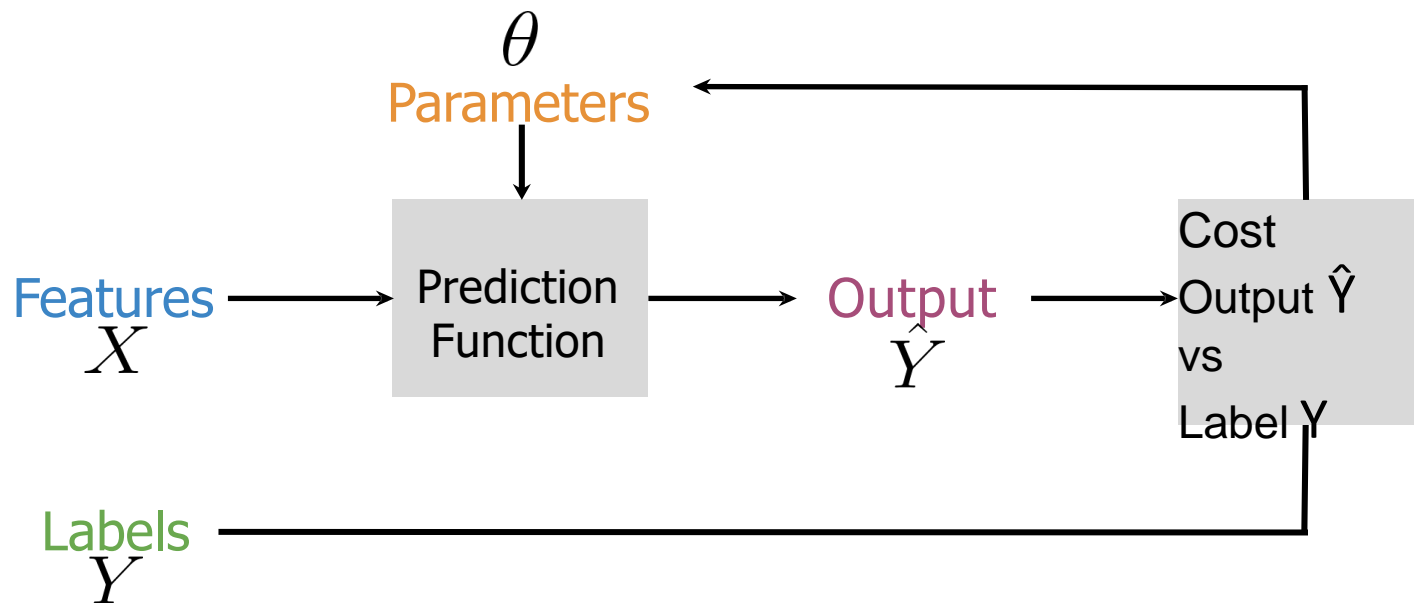 θ
Parameters
Features
X
Prediction
Function
Output
Ŷ
Cost
Output Ŷ
vs
Label Y
Labels
Y